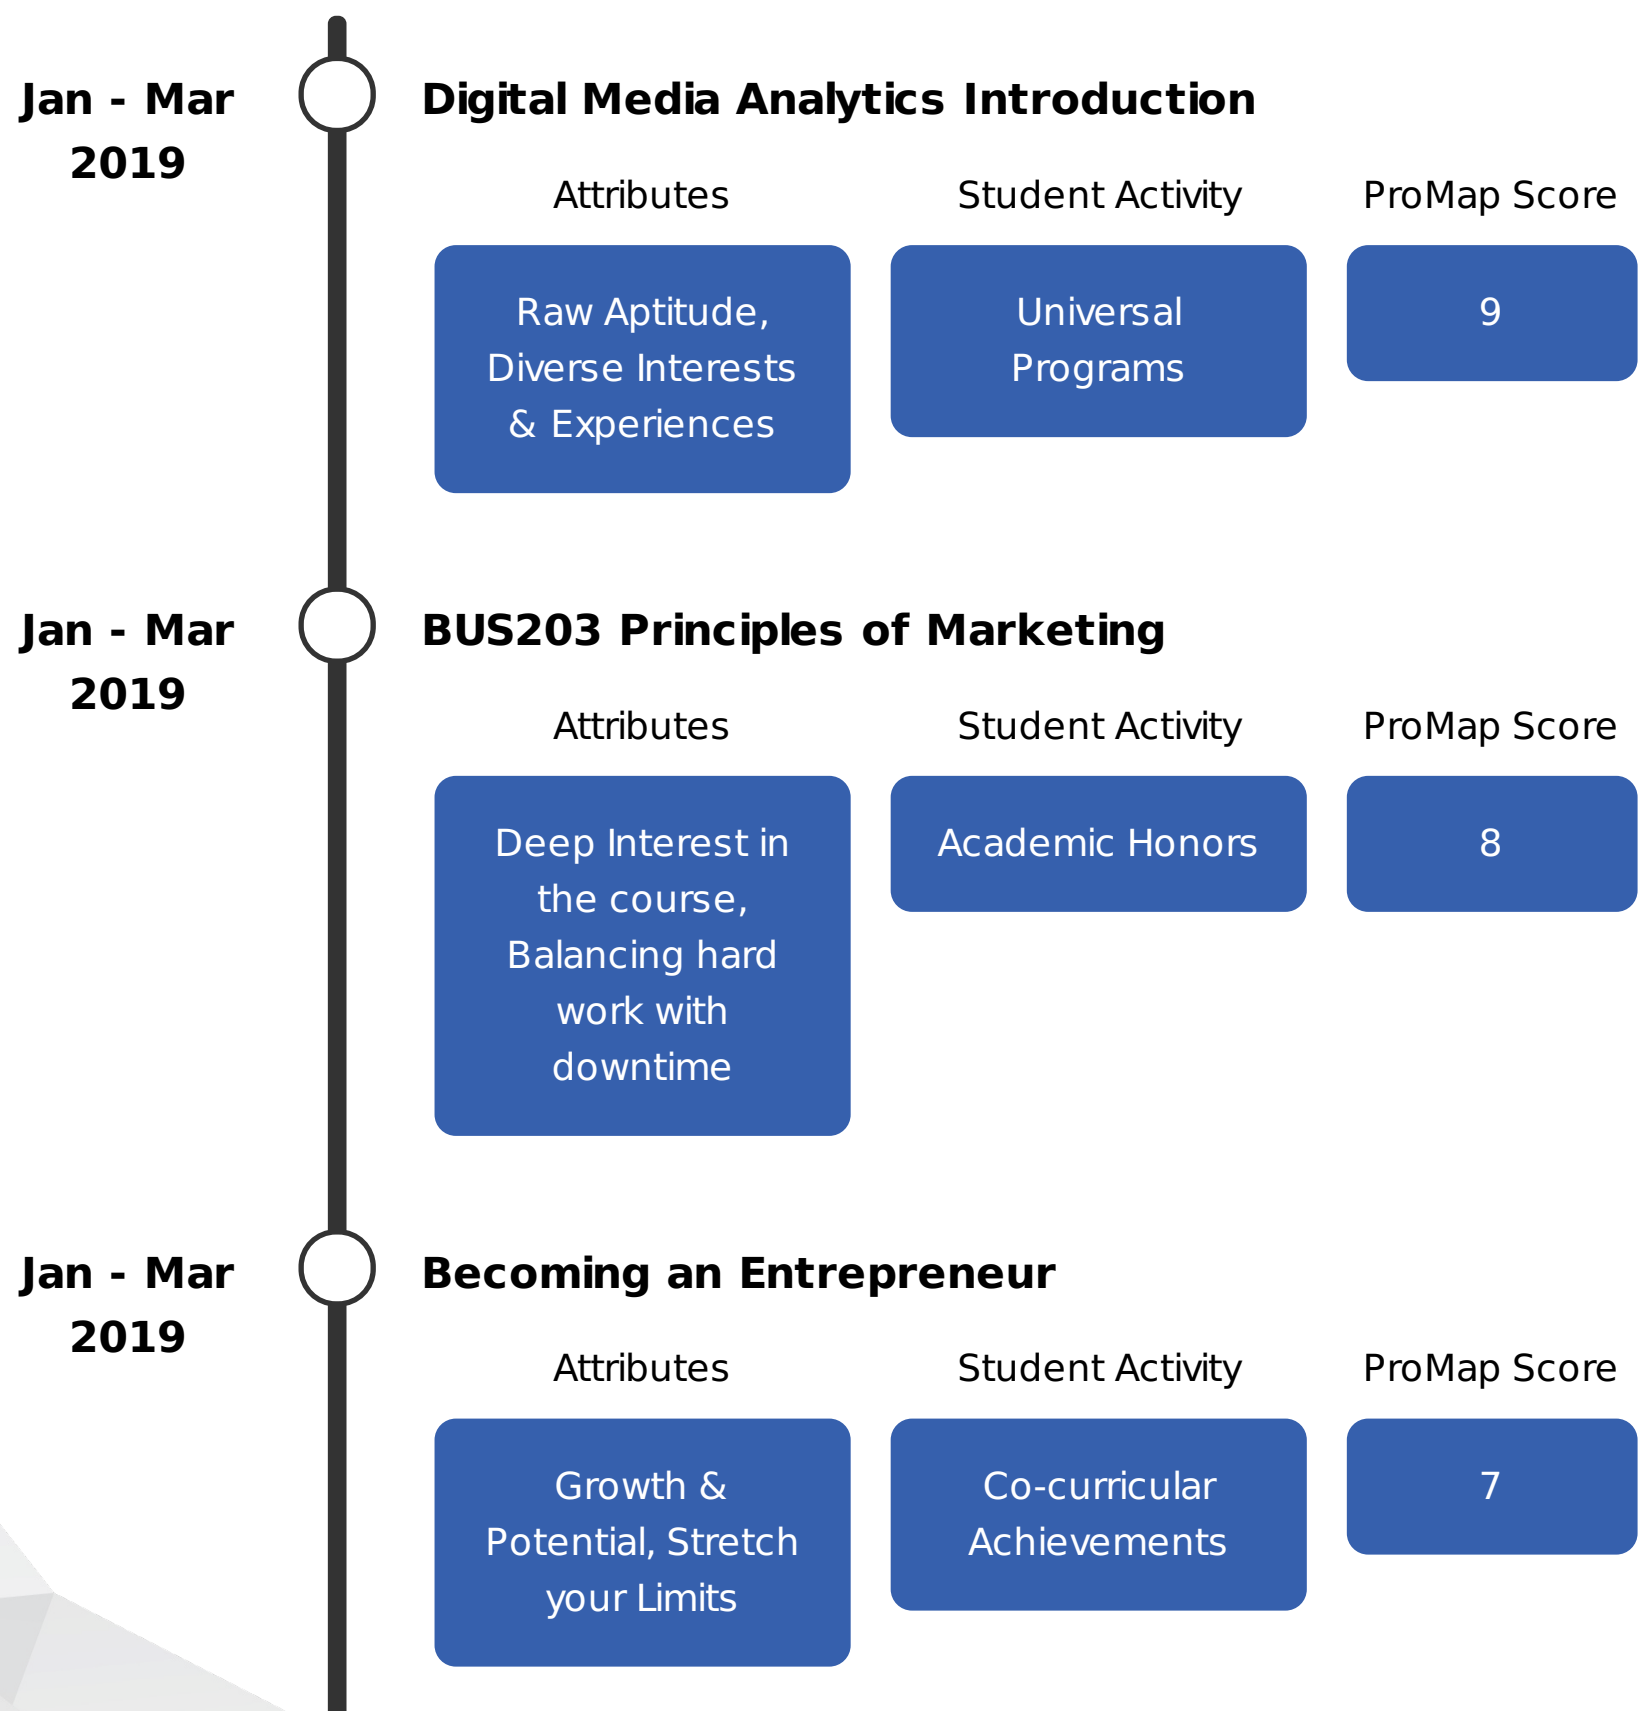 Jan - Mar
2019
Digital Media Analytics Introduction
Attributes
Student Activity
ProMap Score
Raw Aptitude,
Diverse Interests
& Experiences
Universal
Programs
9
Jan - Mar
2019
BUS203 Principles of Marketing
Attributes
Student Activity
ProMap Score
Deep Interest in
the course,
Balancing hard
work with
downtime
Academic Honors
8
Jan - Mar
2019
Becoming an Entrepreneur
Attributes
Student Activity
ProMap Score
Growth &
Potential, Stretch
your Limits
Co-curricular
Achievements
7